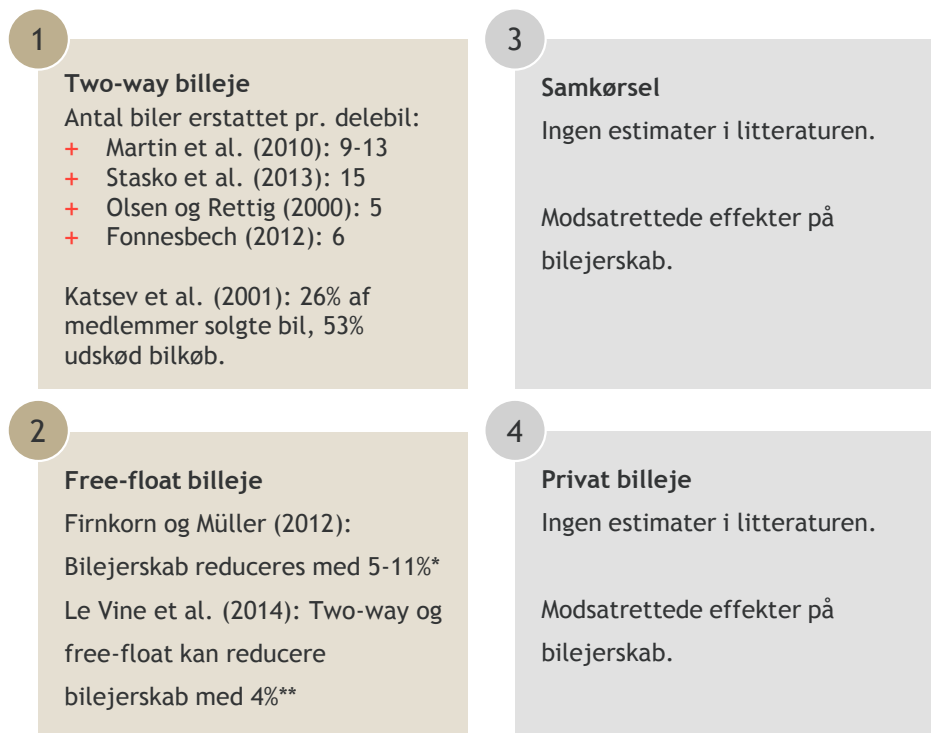 1
Two-way billeje
Antal biler erstattet pr. delebil:
+ Martin et al. (2010): 9-13
+ Stasko et al. (2013): 15
+ Olsen og Rettig (2000): 5
+ Fonnesbech (2012): 6
Katsev et al. (2001): 26% af
medlemmer solgte bil, 53%
udskød bilkøb.
2
Free-float billeje
Firnkorn og Müller (2012):
Bilejerskab reduceres med 5-11%*
Le Vine et al. (2014): Two-way og
free-float kan reducere
bilejerskab med 4%**
3
Samkørsel
Ingen estimater i litteraturen.
Modsatrettede effekter på
bilejerskab.
4
Privat billeje
Ingen estimater i litteraturen.
Modsatrettede effekter på
bilejerskab.